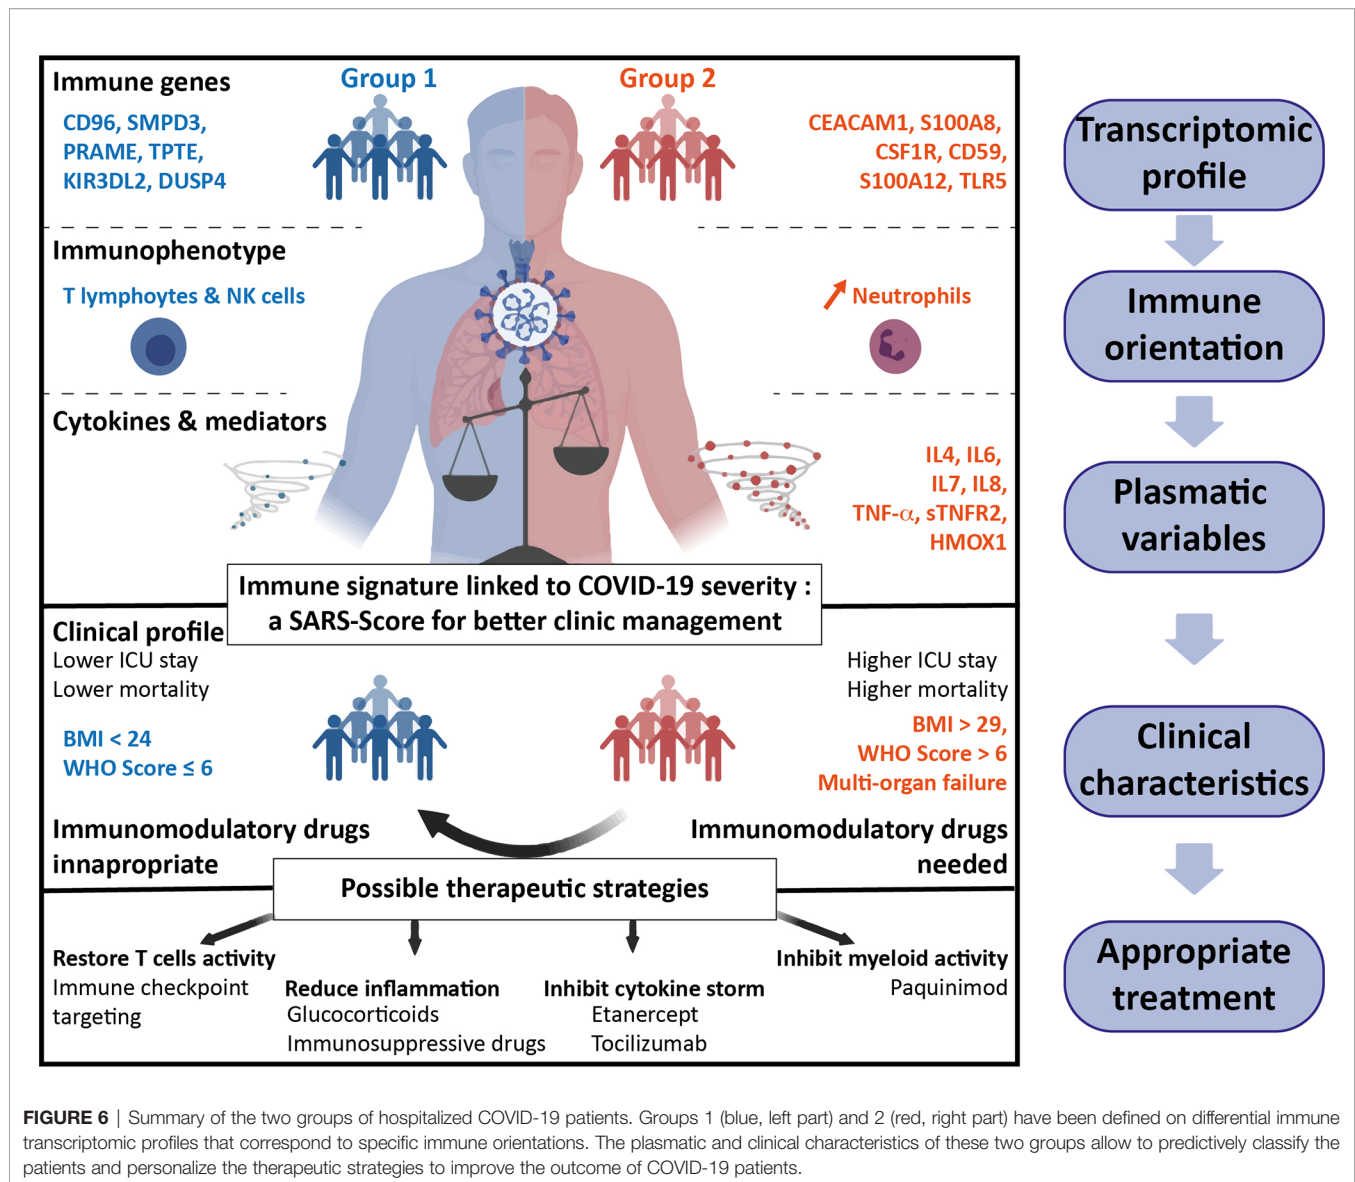 Immune genes
Group 1
Group 2
CD96, SMPD3,
PRAME, TPTE,
KIR3DL2, DUSP4
CEACAM1, S100A8,
CSF1R, CD59,
S100A12, TLR5
Immunophenotype
T lymphoytes & NK cells
Neutrophils
Cytokines & mediators
IL4, IL6,
IL7, IL8,
TNF-α, sTNFR2,
HMOX1
Immune signature linked to COVID-19 severity :
a SARS-Score for better clinic management
Clinical profile
Lower ICU stay
Lower mortality
BMI < 24
WHO Score ≤ 6
Higher ICU stay
Higher mortality
BMI > 29,
WHO Score > 6
Multi-organ failure
Immunomodulatory drugs
innapropriate
Immunomodulatory drugs
needed
Possible therapeutic strategies
Restore T cells activity
Immune checkpoint
targeting
Reduce inflammation
Glucocorticoids
Immunosuppressive drugs
Inhibit cytokine storm
Etanercept
Tocilizumab
Inhibit myeloid activity
Paquinimod
Transcriptomic
profile
Immune
orientation
Plasmatic
variables
Clinical
characteristics
Appropriate
treatment
FIGURE 6 | Summary of the two groups of hospitalized COVID-19 patients. Groups 1 (blue, left part) and 2 (red, right part) have been defined on differential immune
transcriptomic profiles that correspond to specific immune orientations. The plasmatic and clinical characteristics of these two groups allow to predictively classify the
patients and personalize the therapeutic strategies to improve the outcome of COVID-19 patients.